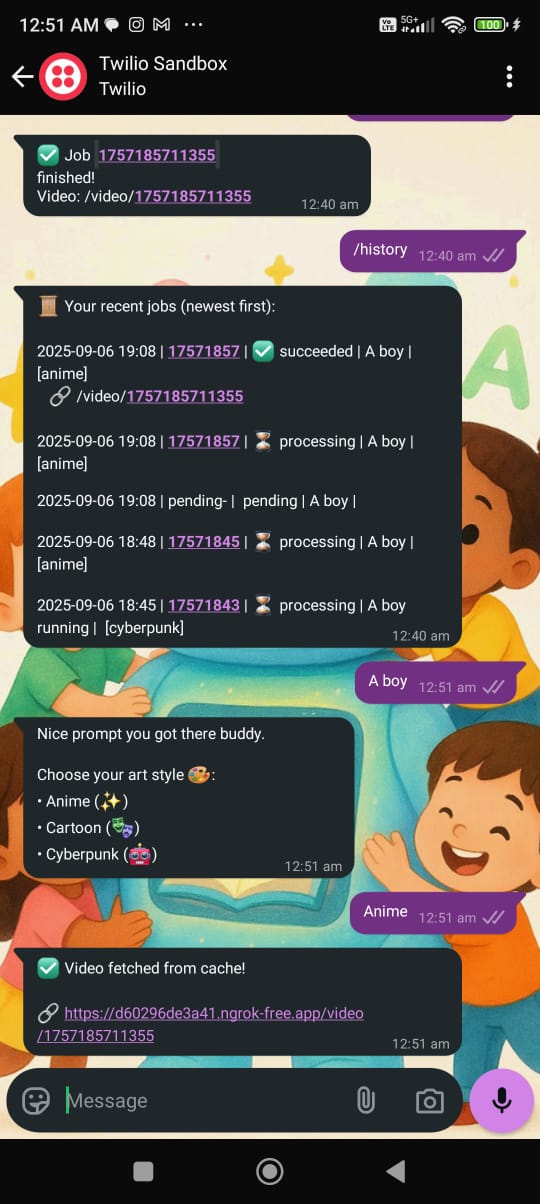 12:51 AM
Vo
LTE
5G+
100
Twilio Sandbox
Twilio
✅ Job 1757185711355
finished!
Video: /video/1757185711355
12:40 am
/history 12:40 am
📜 Your recent jobs (newest first):
2025-09-06 19:08 | 17571857 | ✅ succeeded | A boy |
[anime]
🔗 /video/1757185711355
2025-09-06 19:08 | 17571857 | ⏳ processing | A boy |
[anime]
2025-09-06 19:08 | pending- | pending | A boy |
2025-09-06 18:48 | 17571845 | ⏳ processing | A boy |
[anime]
2025-09-06 18:45 | 17571843 | ⏳ processing | A boy
running | [cyberpunk]
12:40 am
A
A boy 12:51 am
Nice prompt you got there buddy.
Choose your art style 🎨:
• Anime (✨)
• Cartoon (🎭)
• Cyberpunk (🤖)
12:51 am
Anime 12:51 am
✅ Video fetched from cache!
🔗 https://d60296de3a41.ngrok-free.app/video
/1757185711355
12:51 am
Message